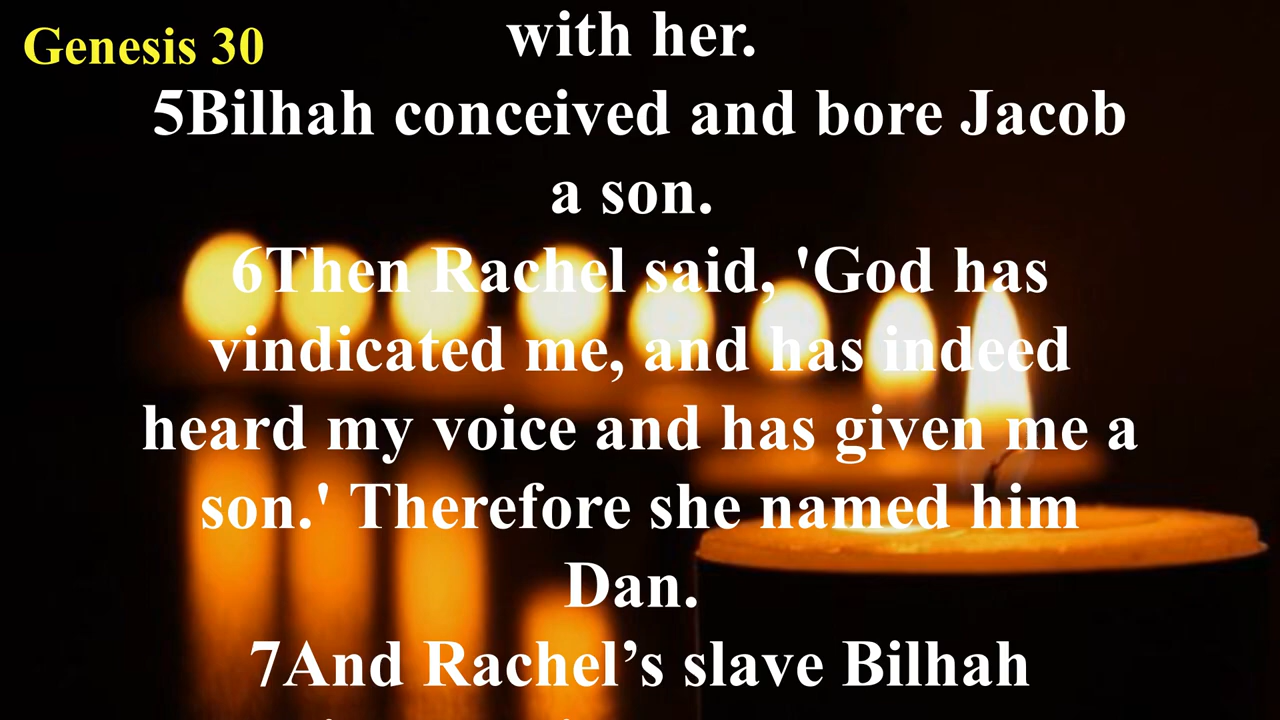 Genesis 30
with her.
5Bilhah conceived and bore Jacob
a son.
6Then Rachel said, 'God has
vindicated me, and has indeed
heard my voice and has given me a
son.' Therefore she named him
Dan.
7And Rachel’s slave Bilhah